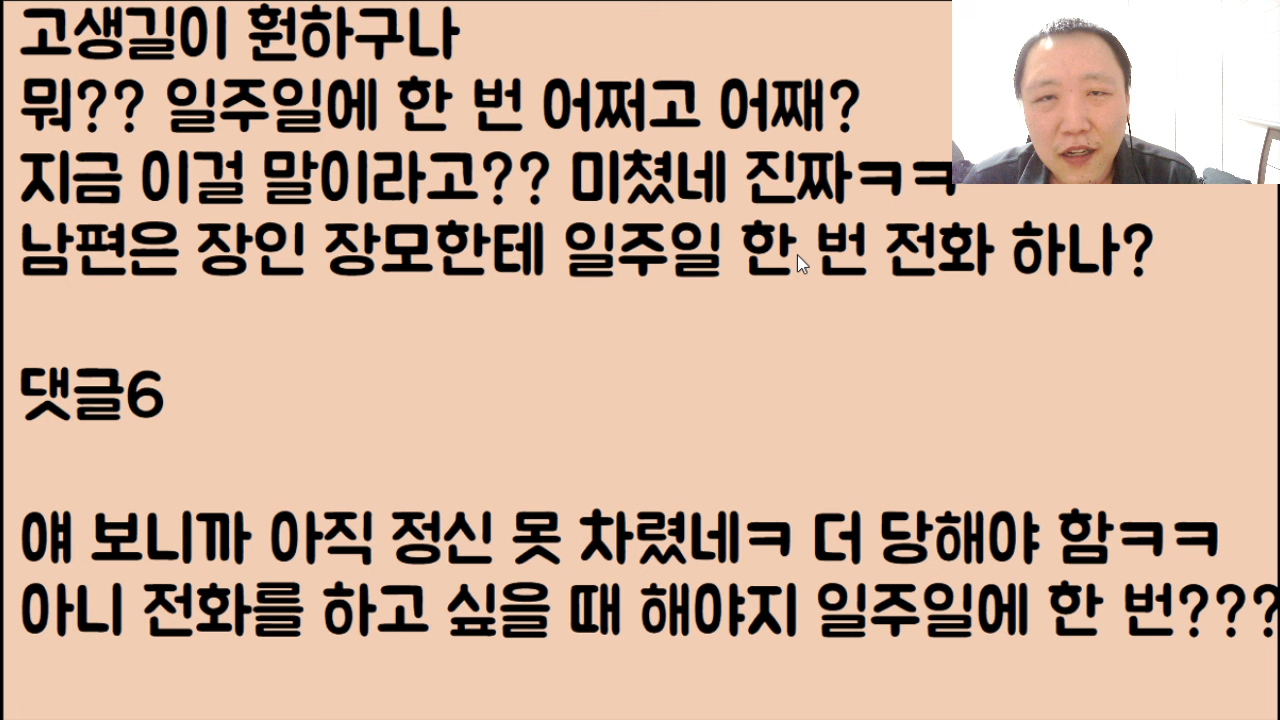 고생길이 훤하구나
뭐?? 일주일에 한 번 어쩌고 어째?
지금 이걸 말이라고?? 미쳤네 진짜ㅋㅋ
남편은 장인 장모한테 일주일 한 번 전화 하나?
댓글6
얘 보니까 아직 정신 못 차렸네ㅋ 더 당해야 함ㅋㅋ
아니 전화를 하고 싶을 때 해야지 일주일에 한 번???